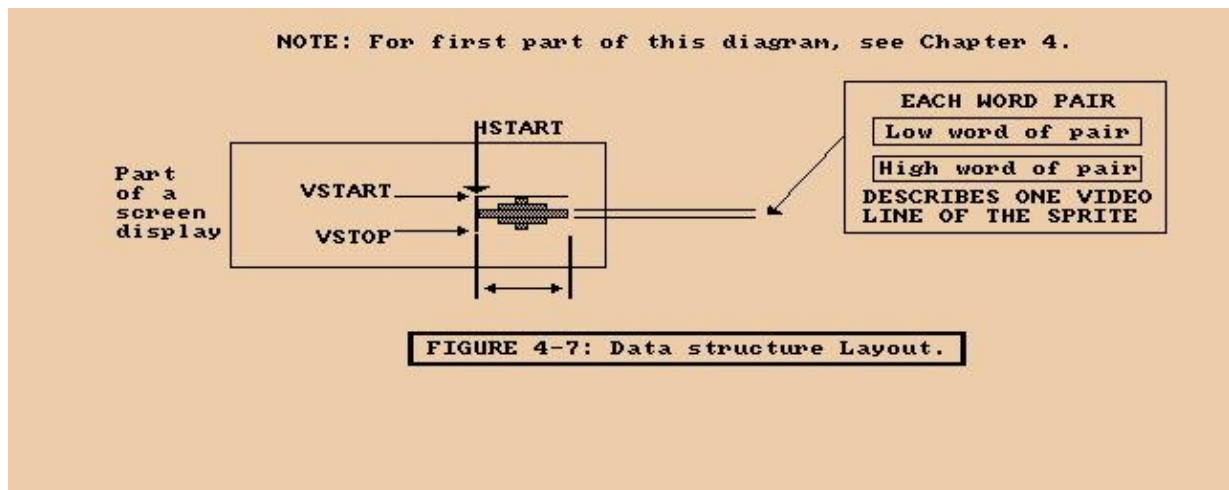 NOTE: For first part of this diagram, see Chapter 4.
EACH WORD PAIR
Low word of pair
High word of pair
DESCRIBES ONE VIDEO
LINE OF THE SPRITE
HSTART
Part
of a
screen
display
VSTART
VSTOP
FIGURE 4-7: Data structure Layout.